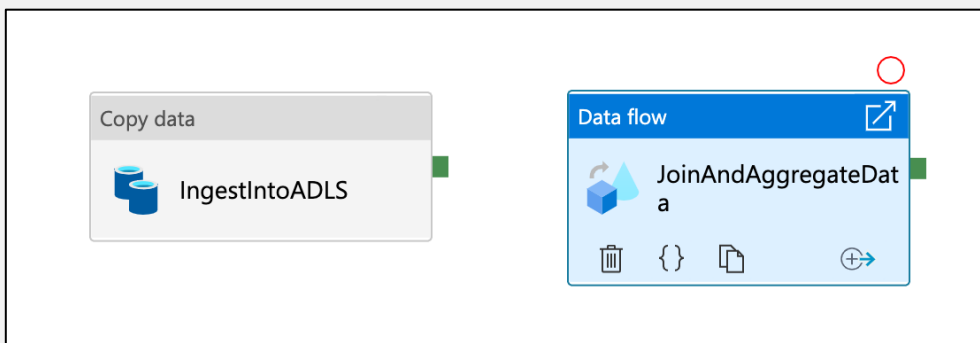 Copy data
IngestIntoADLS
Data flow
JoinAndAggregateDat
a
{}